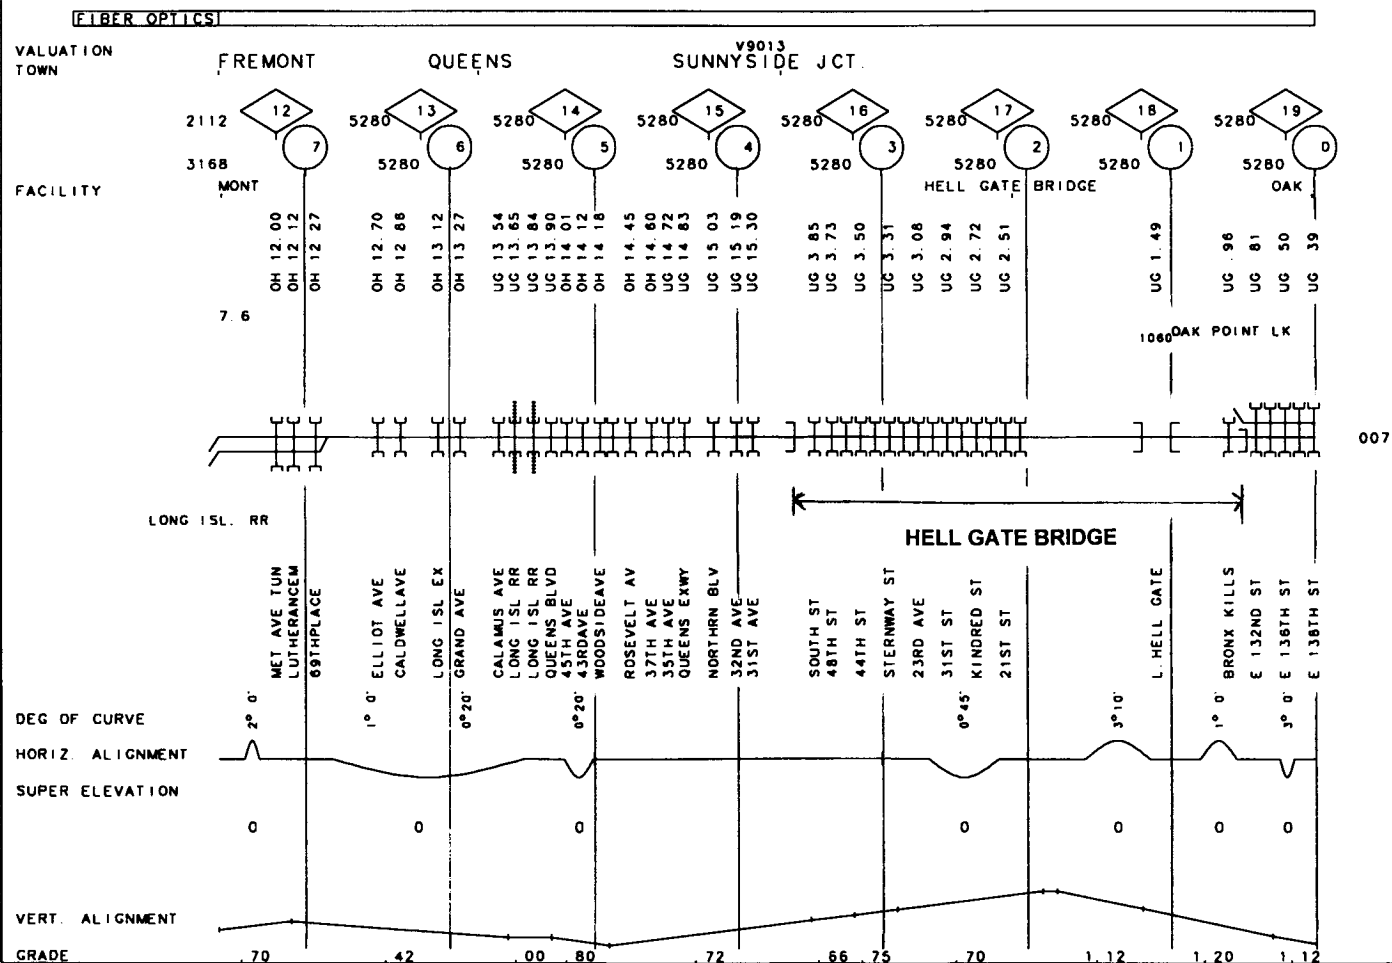 FIBER OPTICS
VALUATION V9013
TOWN FREMONT QUEENS SUNNYSIDE JCT.
12 13 14 15 16 17 18 19
2112 5280 5280 5280 5280 5280 5280 5280
7 6 5 4 3 2 1 0
3168 5280 5280 5280 5280 5280 5280 5280
FACILITY MONT HELL GATE BRIDGE OAK
OH 12.00
OH 12.12
OH 12.27
OH 12.70
OH 12.86
OH 13.12
OH 13.27
UG 13.54
UG 13.65
UG 13.84
UG 13.90
OH 14.01
OH 14.12
OH 14.18
OH 14.45
OH 14.60
UG 14.72
UG 14.83
UG 15.03
UG 15.19
UG 15.30
UG 3.85
UG 3.73
UG 3.50
UG 3.31
UG 3.08
UG 2.94
UG 2.72
UG 2.51
UG 1.49
UG .96
UG .81
UG .50
UG .39
7.6
1060 OAK POINT LK
007
LONG ISL. RR
HELL GATE BRIDGE
MET AVE TUN
LUTHERANCEM
69THPLACE
ELLIOT AVE
CALDWELLAVE
LONG ISL EX
GRAND AVE
CALAMUS AVE
LONG ISL RR
LONG ISL RR
QUEENS BLVD
45TH AVE
43RDAVE
WOODSIDEAVE
ROSEVELT AV
37TH AVE
35TH AVE
QUEENS EXWY
NORTHRN BLV
32ND AVE
31ST AVE
SOUTH ST
48TH ST
44TH ST
STERNWAY ST
23RD AVE
31ST ST
KINDRED ST
21ST ST
L. HELL GATE
BRONX KILLS
E 132ND ST
E 136TH ST
E 138TH ST
DEG OF CURVE 2° 0' 1° 0' 0°20' 0°20' 0°45' 3°10' 1° 0' 3° 0'
HORIZ. ALIGNMENT
SUPER ELEVATION
0 0 0 0 0 0 0
VERT. ALIGNMENT
GRADE .70 .42 .00 .80 .72 .66 .75 .70 1.12 1.20 1.12